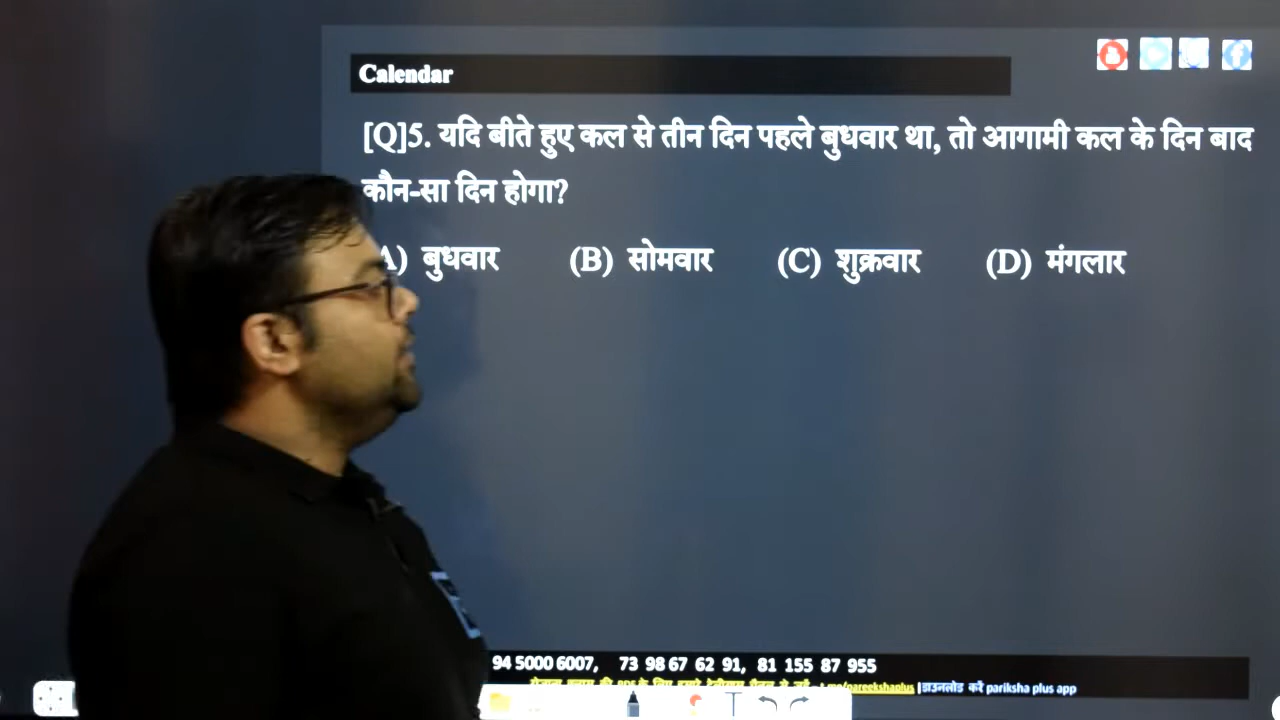 Calendar
[Q]5. यदि बीते हुए कल से तीन दिन पहले बुधवार था, तो आगामी कल के दिन बाद
कौन-सा दिन होगा?
A) बुधवार (B) सोमवार (C) शुक्रवार (D) मंगलार
94 5000 6007, 73 98 67 62 91, 81 155 87 955
/pareekshaplus |डाउनलोड करें pariksha plus app